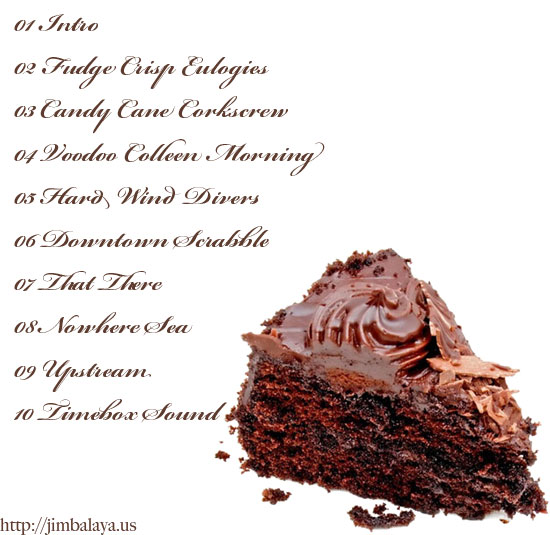 01 Intro
02 Fudge Crisp Eulogies
03 Candy Cane Corkscrew
04 Voodoo Colleen Morning
05 Hard Wind Divers
06 Downtown Scrabble
07 That There
08 Nowhere Sea
09 Upstream
10 Timebox Sound
http://jimbalaya.us